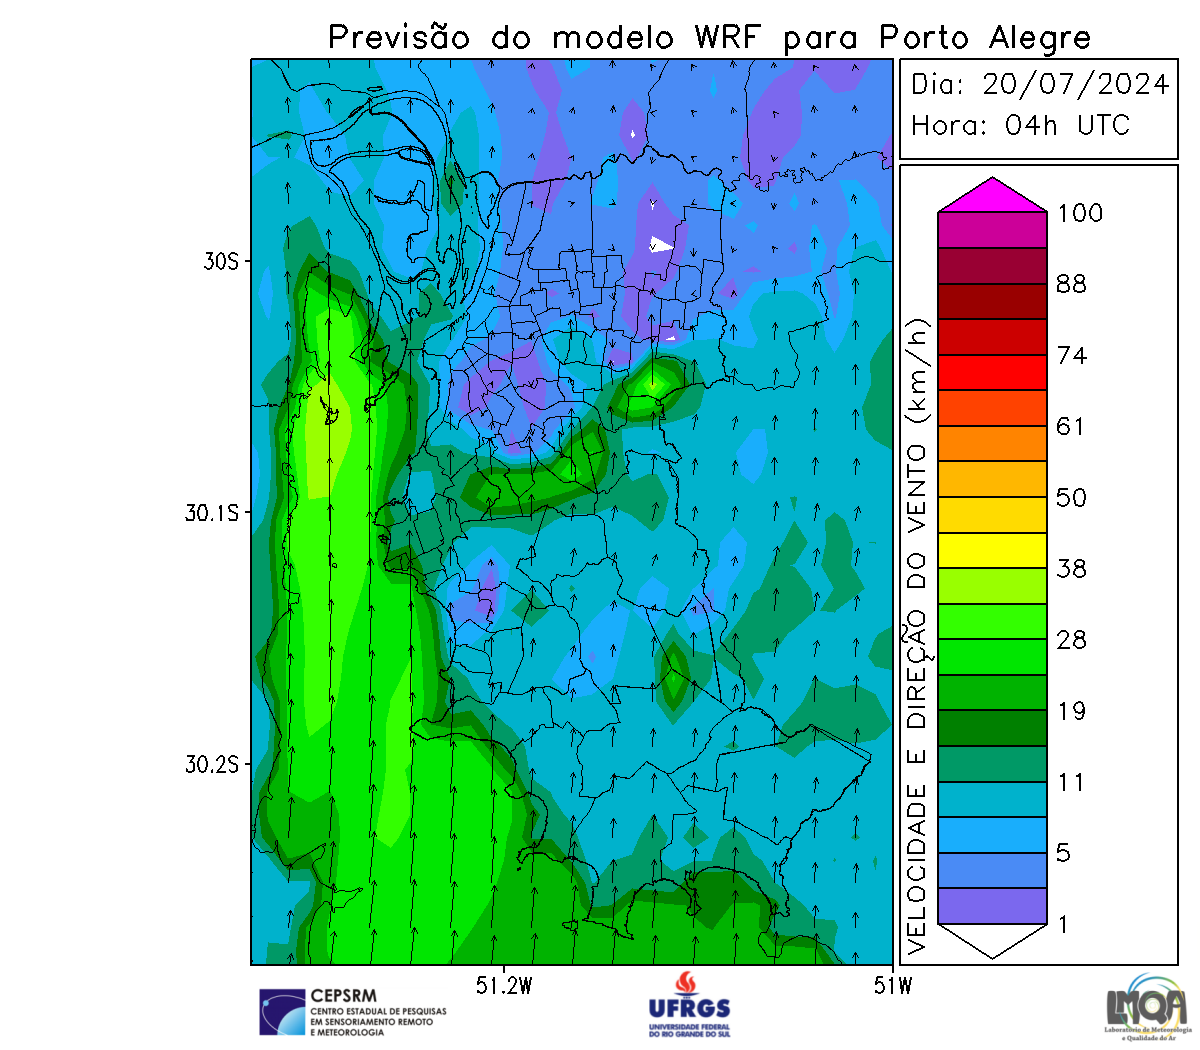 Previsão do modelo WRF para Porto Alegre
Dia: 20/07/2024
Hora: 04h UTC
100
88
74
61
50
38
28
19
11
5
1
VELOCIDADE E DIREÇÃO DO VENTO (km/h)
30S
30.1S
30.2S
51.2W
51W
CEPSRM
CENTRO ESTADUAL DE PESQUISAS
EM SENSORIAMENTO REMOTO
E METEOROLOGIA
UFRGS
UNIVERSIDADE FEDERAL
DO RIO GRANDE DO SUL
LMQA
Laboratório de Meteorologia
e Qualidade do Ar